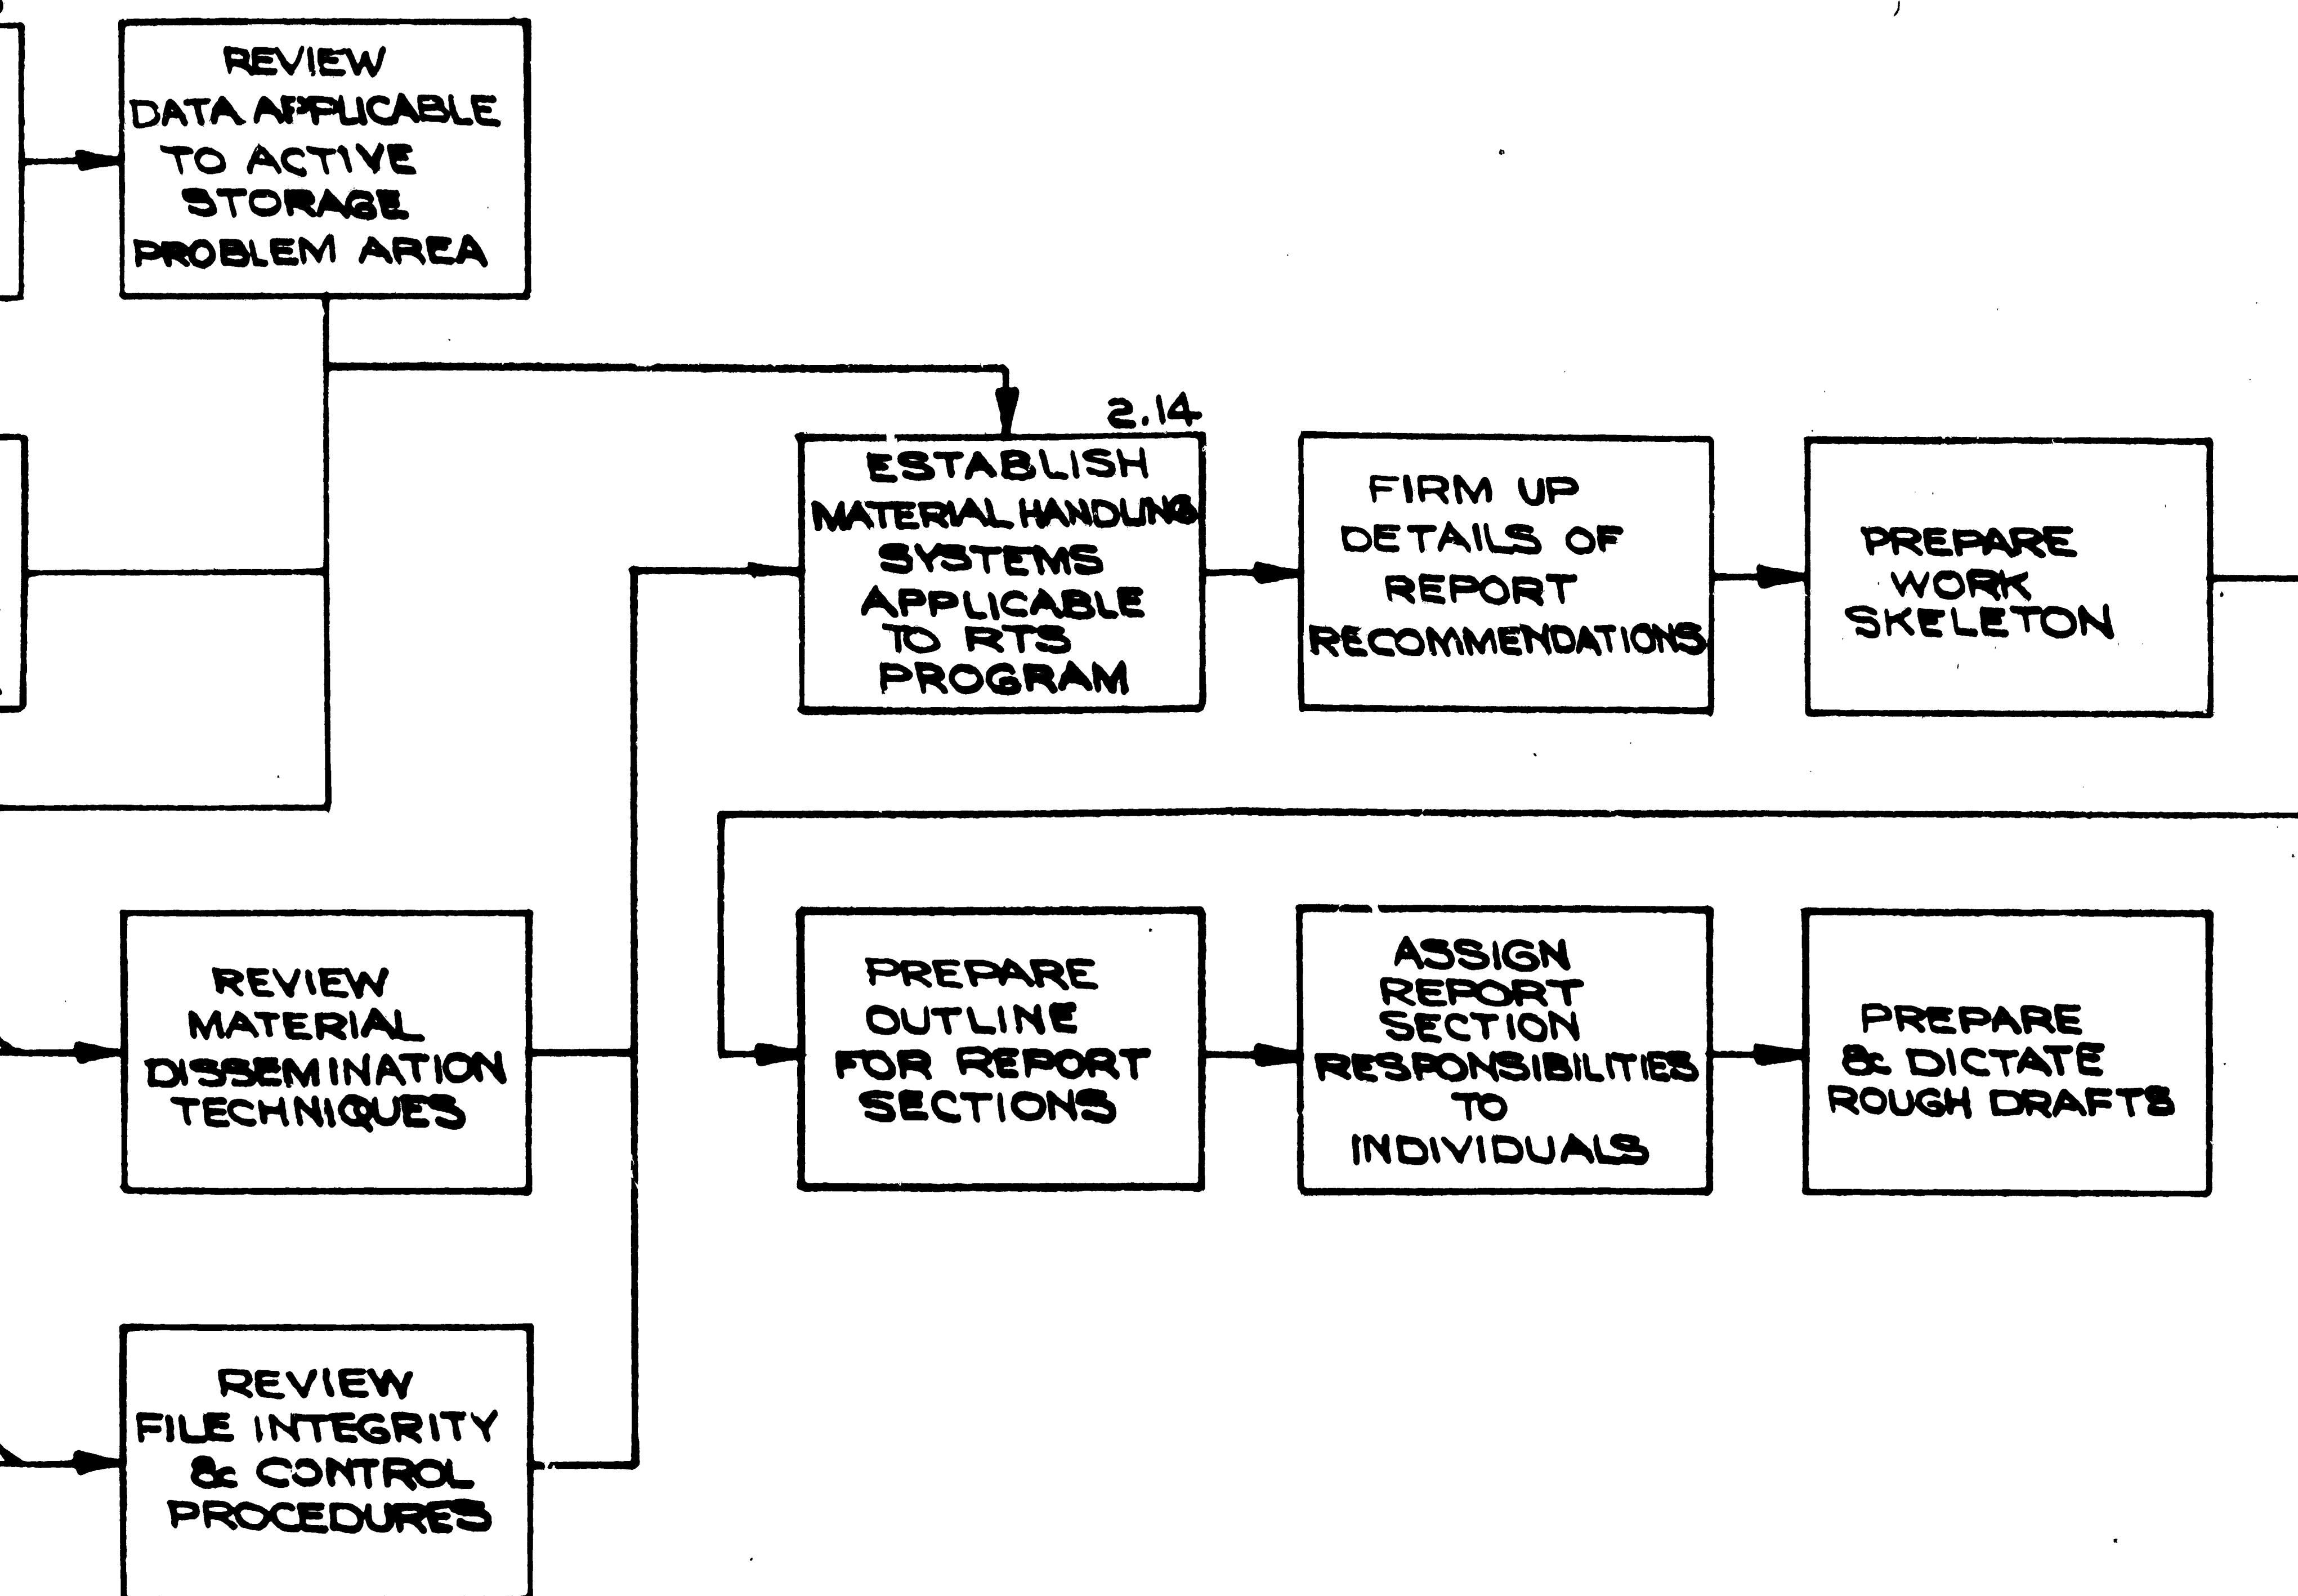 REVIEW
DATA APPLICABLE
TO ACTIVE
STORAGE
PROBLEM AREA
2.14
ESTABLISH
MATERIAL HANDLING
SYSTEMS
APPLICABLE
TO RTS
PROGRAM
FIRM UP
DETAILS OF
REPORT
RECOMMENDATIONS
PREPARE
WORK
SKELETON
REVIEW
MATERIAL
DISSEMINATION
TECHNIQUES
PREPARE
OUTLINE
FOR REPORT
SECTIONS
ASSIGN
REPORT
SECTION
RESPONSIBILITIES
TO
INDIVIDUALS
PREPARE
& DICTATE
ROUGH DRAFTS
REVIEW
FILE INTEGRITY
& CONTROL
PROCEDURES